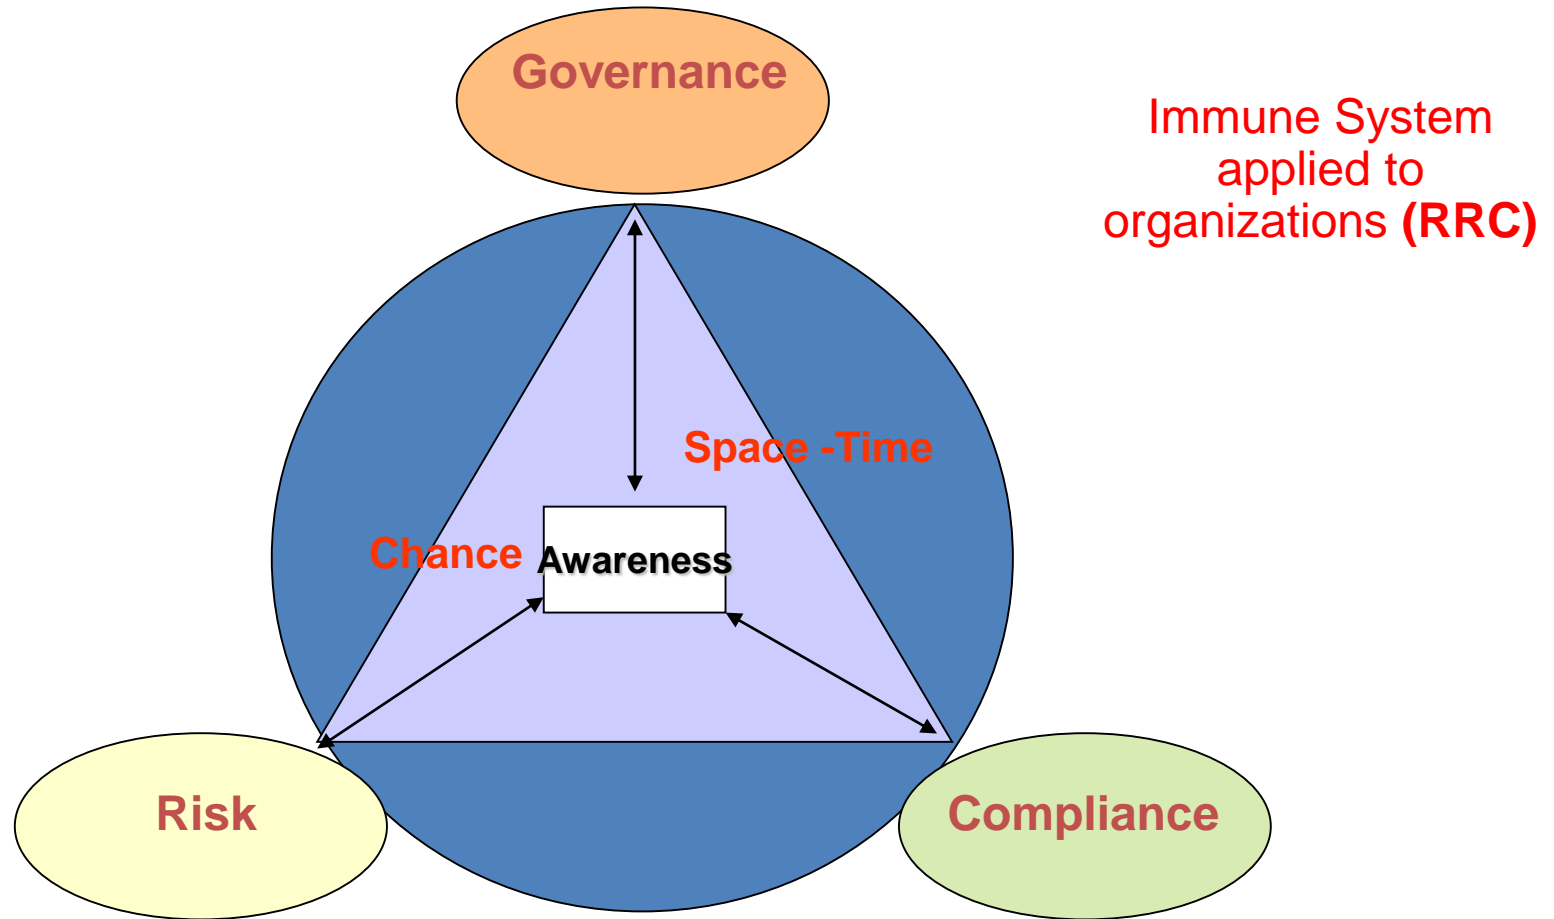 Governance
Immune System
applied to
organizations (RRC)
Space -Time
Chance
Awareness
Risk
Compliance